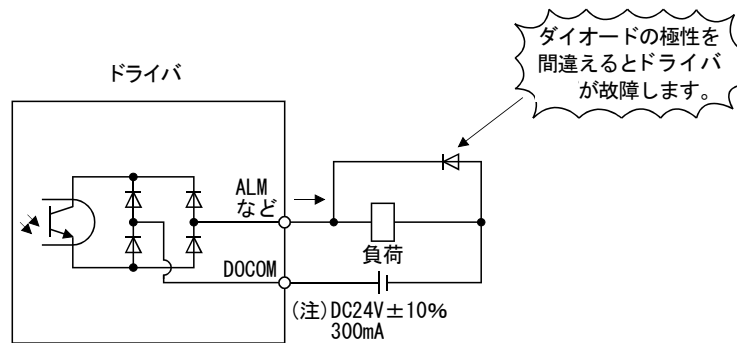 ダイオードの極性を
間違えるとドライバ
が故障します。
ドライバ
ALM
など
負荷
DOCOM
(注)DC24V±10%
300mA